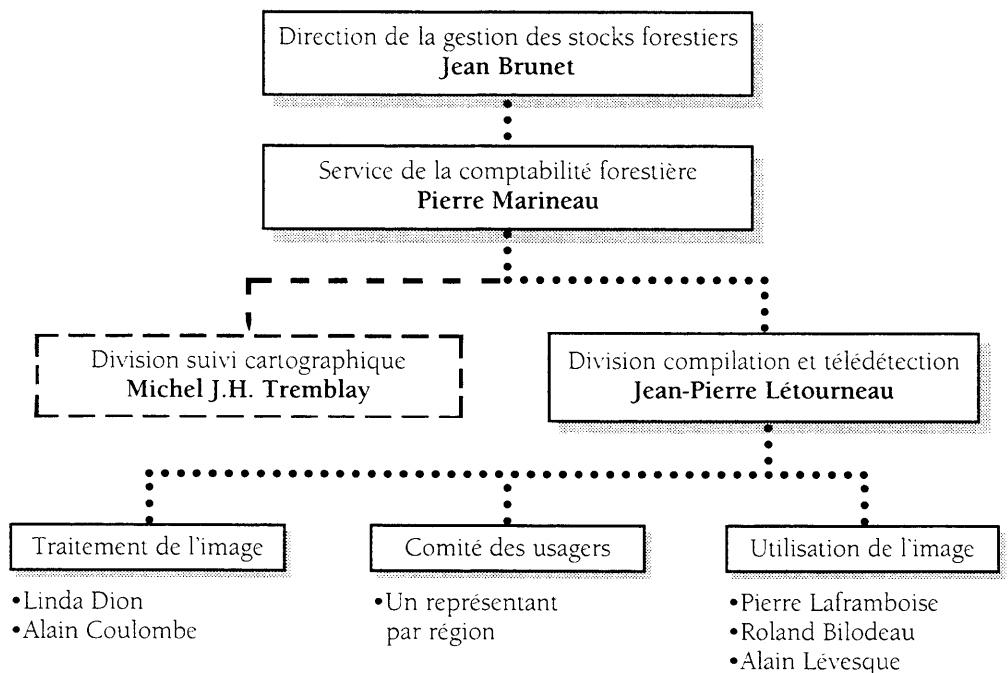 Direction de la gestion des stocks forestiers
Jean Brunet
Service de la comptabilité forestière
Pierre Marineau
Division suivi cartographique
Michel J.H. Tremblay
Division compilation et télédétection
Jean-Pierre Létourneau
Traitement de l'image
•Linda Dion
•Alain Coulombe
Comité des usagers
•Un représentant
par région
Utilisation de l'image
•Pierre Laframboise
•Roland Bilodeau
•Alain Lévesque